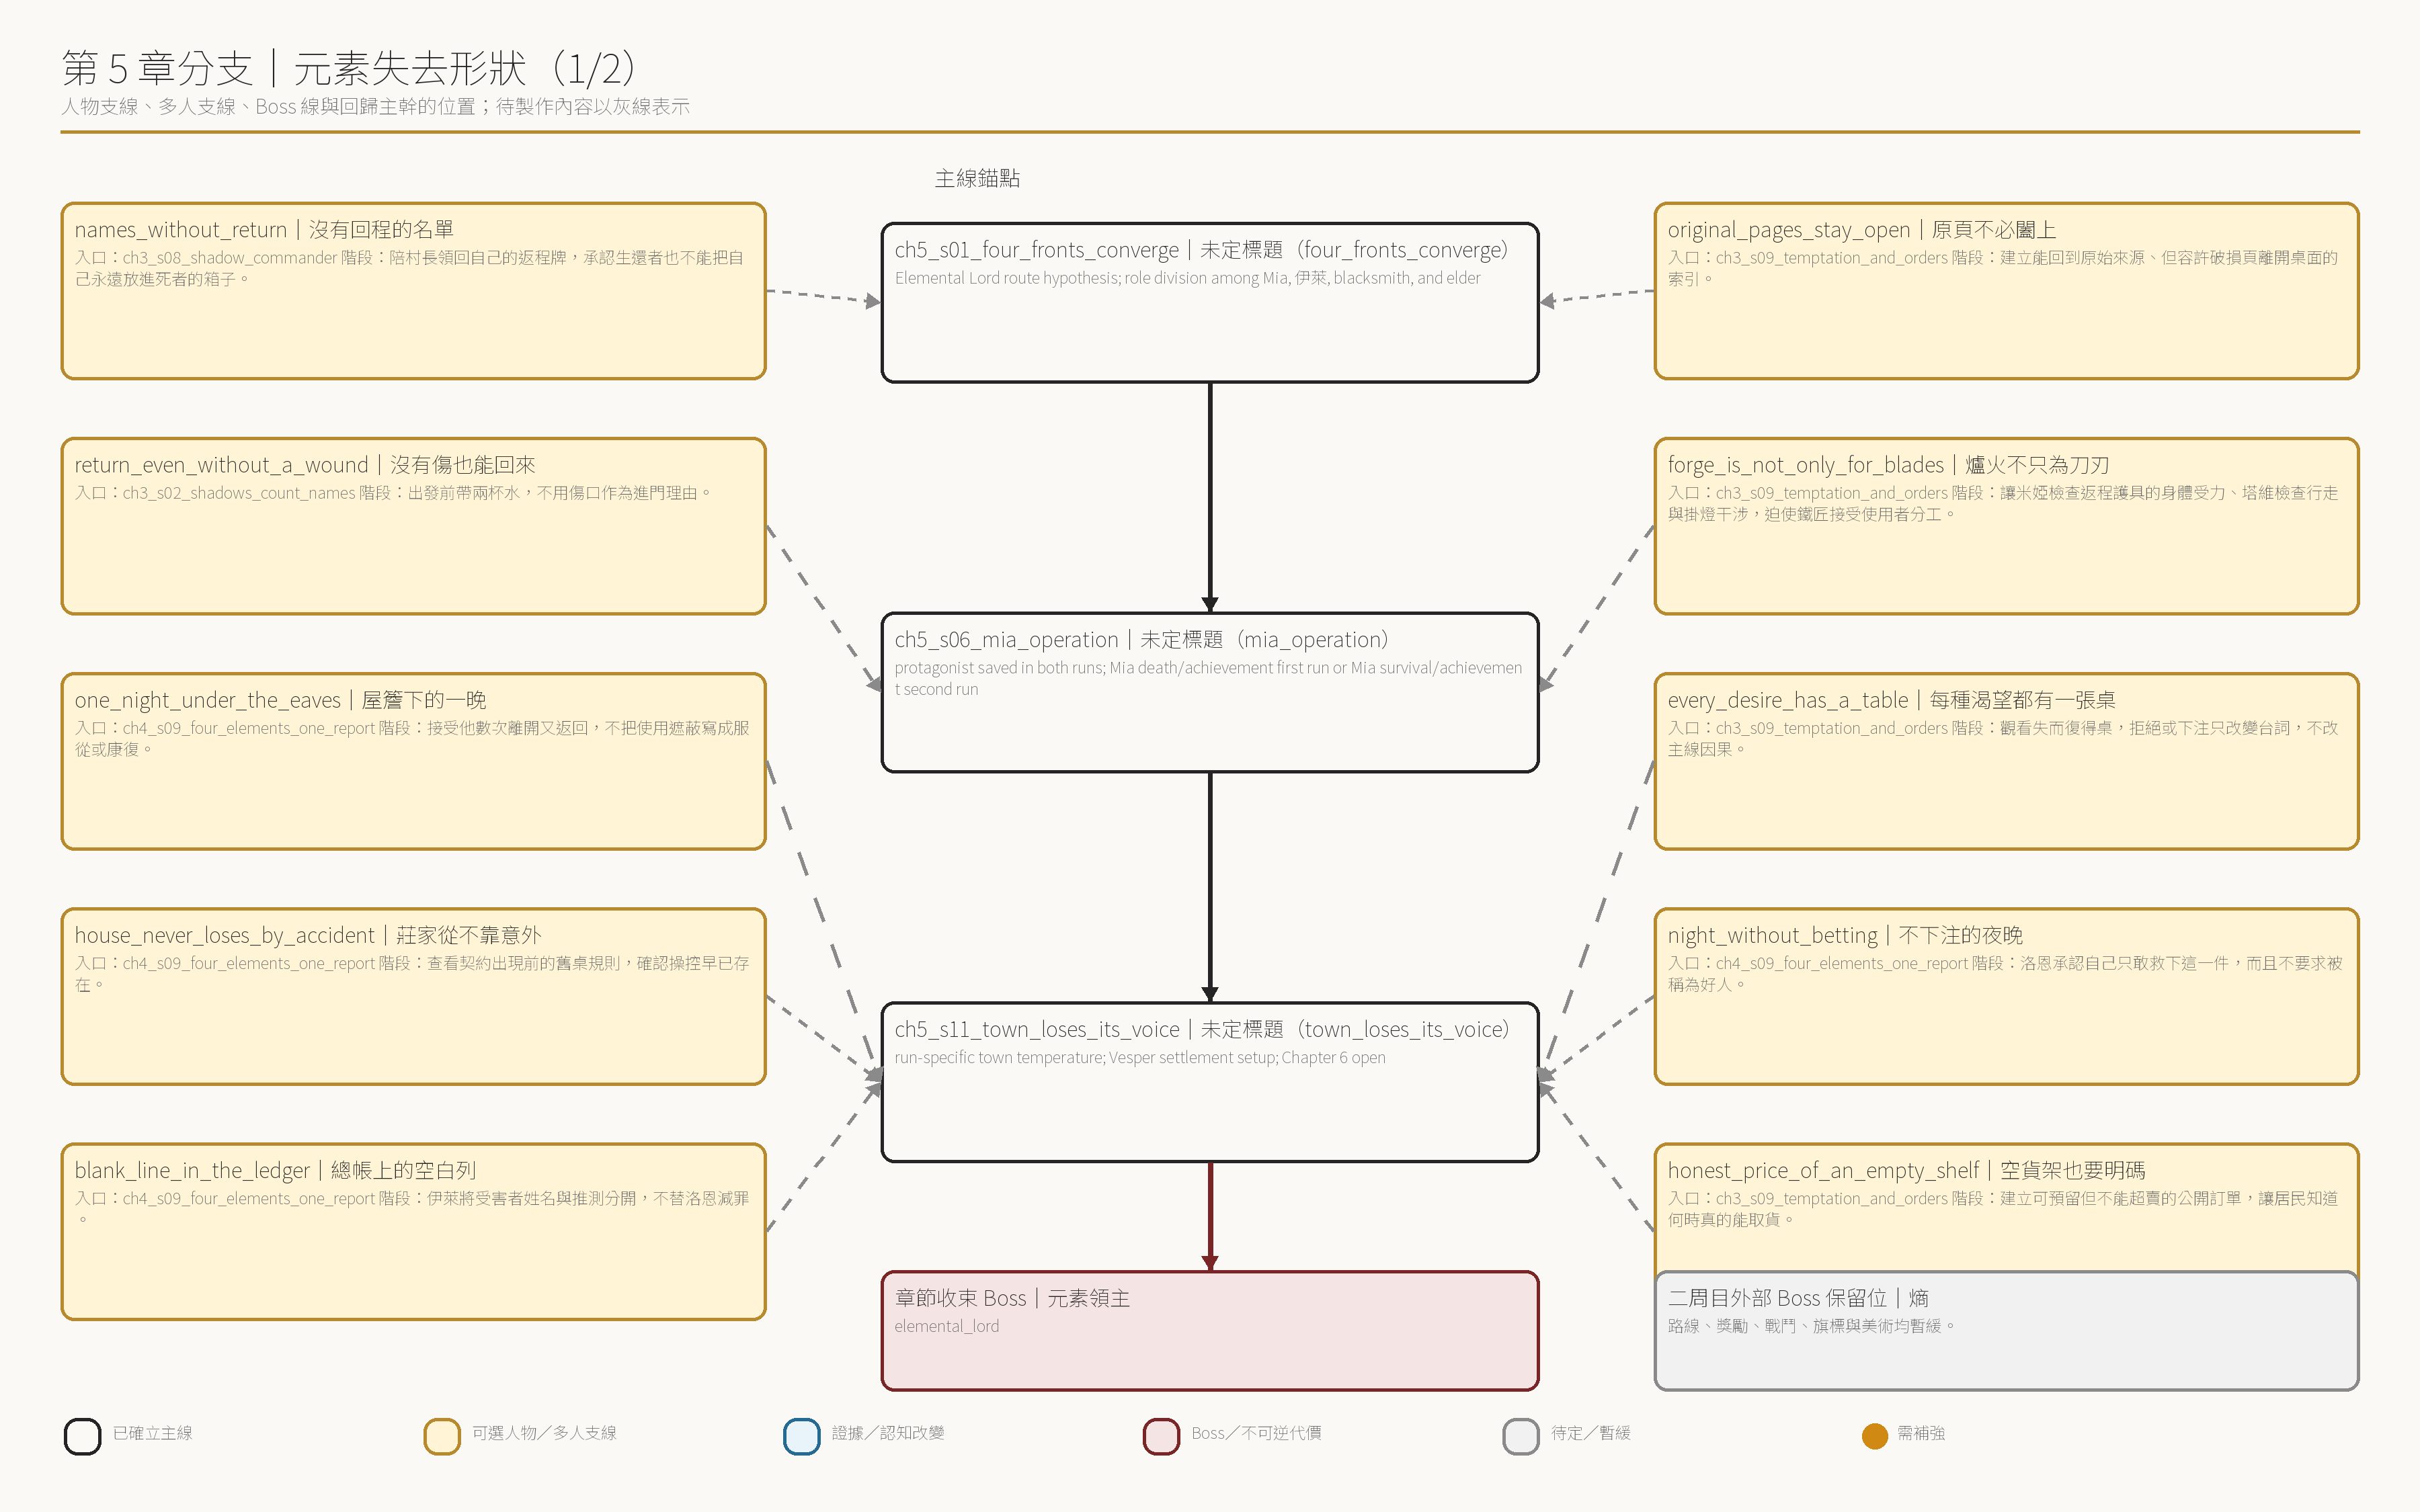 第 5 章分支｜元素失去形狀（1/2）
人物支線、多人支線、Boss 線與回歸主幹的位置；待製作內容以灰線表示
主線錨點
names_without_return｜沒有回程的名單
入口：ch3_s08_shadow_commander 階段：陪村長領回自己的返程牌，承認生還者也不能把自
己永遠放進死者的箱子。
ch5_s01_four_fronts_converge｜未定標題（four_fronts_converge）
Elemental Lord route hypothesis; role division among Mia, 伊萊, blacksmith, and elder
original_pages_stay_open｜原頁不必闔上
入口：ch3_s09_temptation_and_orders 階段：建立能回到原始來源、但容許破損頁離開桌面的
索引。
return_even_without_a_wound｜沒有傷也能回來
入口：ch3_s02_shadows_count_names 階段：出發前帶兩杯水，不用傷口作為進門理由。
forge_is_not_only_for_blades｜爐火不只為刀刃
入口：ch3_s09_temptation_and_orders 階段：讓米婭檢查返程護具的身體受力、塔維檢查行走
與掛燈干涉，迫使鐵匠接受使用者分工。
ch5_s06_mia_operation｜未定標題（mia_operation）
protagonist saved in both runs; Mia death/achievement first run or Mia survival/achievemen
t second run
one_night_under_the_eaves｜屋簷下的一晚
入口：ch4_s09_four_elements_one_report 階段：接受他數次離開又返回，不把使用遮蔽寫成服
從或康復。
every_desire_has_a_table｜每種渴望都有一張桌
入口：ch3_s09_temptation_and_orders 階段：觀看失而復得桌，拒絕或下注只改變台詞，不改
主線因果。
house_never_loses_by_accident｜莊家從不靠意外
入口：ch4_s09_four_elements_one_report 階段：查看契約出現前的舊桌規則，確認操控早已存
在。
night_without_betting｜不下注的夜晚
入口：ch4_s09_four_elements_one_report 階段：洛恩承認自己只敢救下這一件，而且不要求被
稱為好人。
ch5_s11_town_loses_its_voice｜未定標題（town_loses_its_voice）
run-specific town temperature; Vesper settlement setup; Chapter 6 open
blank_line_in_the_ledger｜總帳上的空白列
入口：ch4_s09_four_elements_one_report 階段：伊萊將受害者姓名與推測分開，不替洛恩減罪
。
honest_price_of_an_empty_shelf｜空貨架也要明碼
入口：ch3_s09_temptation_and_orders 階段：建立可預留但不能超賣的公開訂單，讓居民知道
何時真的能取貨。
章節收束 Boss｜元素領主
elemental_lord
二周目外部 Boss 保留位｜熵
路線、獎勵、戰鬥、旗標與美術均暫緩。
已確立主線
可選人物／多人支線
證據／認知改變
Boss／不可逆代價
待定／暫緩
需補強